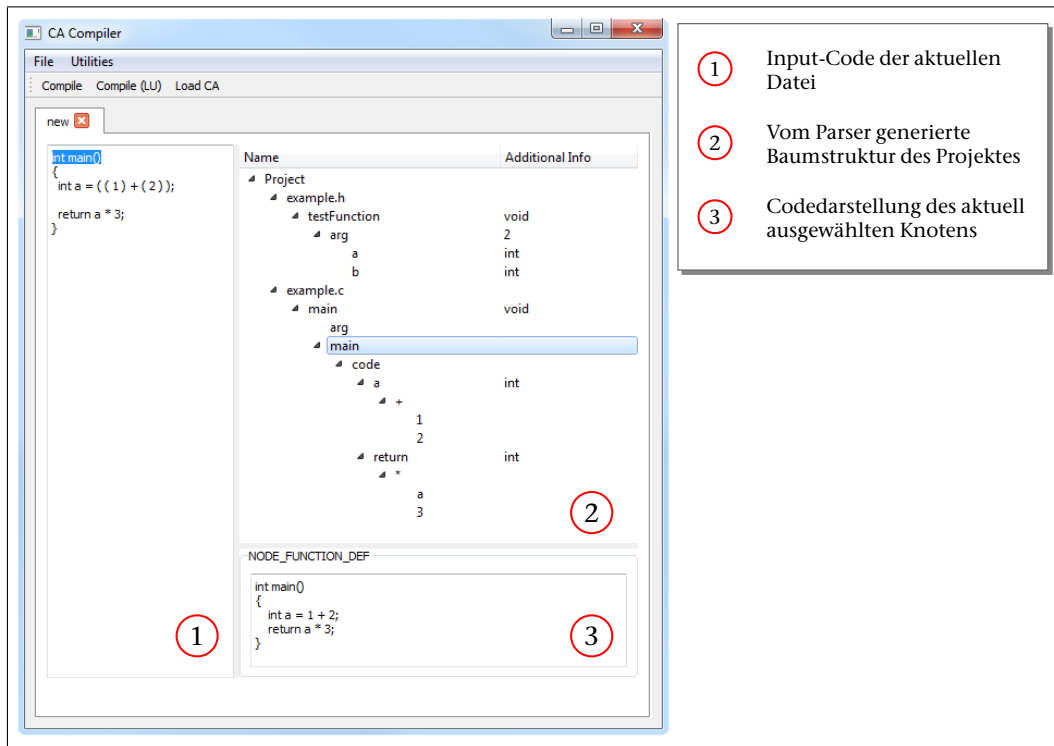 CA Compiler
File Utilities
Compile Compile (LU) Load CA
new
int main()
{
int a = ( ( 1 ) + ( 2 ) );
return a * 3;
}
Name Additional Info
Project
example.h
testFunction void
arg 2
a int
b int
example.c
main void
arg
main
code
a int
+
1
2
return int
*
a
3
2
NODE_FUNCTION_DEF
int main()
{
int a = 1 + 2;
return a * 3;
}
1
3
1 Input-Code der aktuellen
Datei
2 Vom Parser generierte
Baumstruktur des Projektes
3 Codedarstellung des aktuell
ausgewählten Knotens